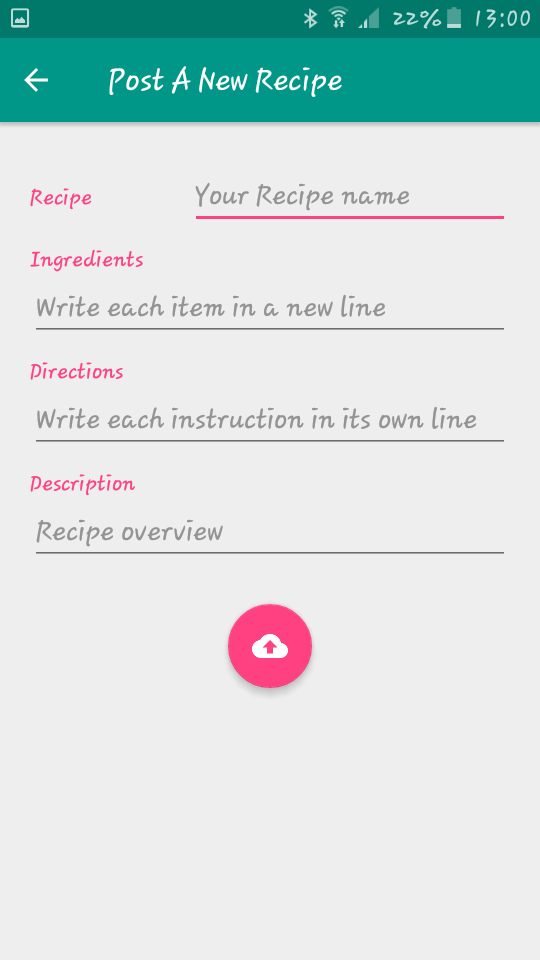 22% 13:00
Post A New Recipe
Recipe Your Recipe name
Ingredients
Write each item in a new line
Directions
Write each instruction in its own line
Description
Recipe overview